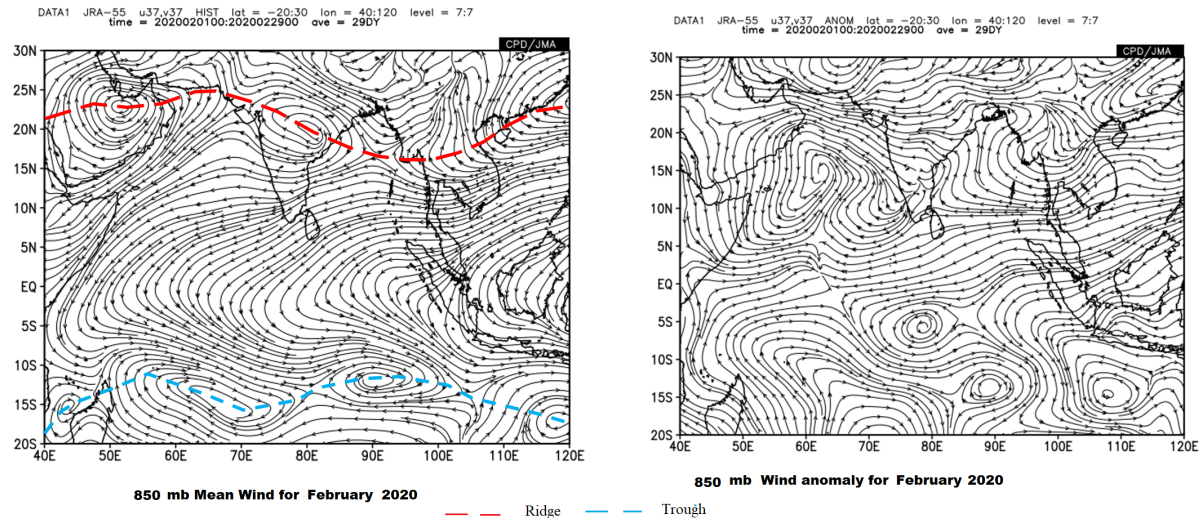 DATA1 JRA-55 u37,v37 HIST lat = -20:30 lon = 40:120 level = 7:7
time = 2020020100:2020022900 ave = 29DY
CPD/JMA
30N
25N
20N
15N
10N
5N
EQ
5S
10S
15S
20S
40E 50E 60E 70E 80E 90E 100E 110E 120E
850 mb Mean Wind for February 2020
DATA1 JRA-55 u37,v37 ANOM lat = -20:30 lon = 40:120 level = 7:7
time = 2020020100:2020022900 ave = 29DY
CPD/JMA
30N
25N
20N
15N
10N
5N
EQ
5S
10S
15S
20S
40E 50E 60E 70E 80E 90E 100E 110E 120E
850 mb Wind anomaly for February 2020
Ridge Trough